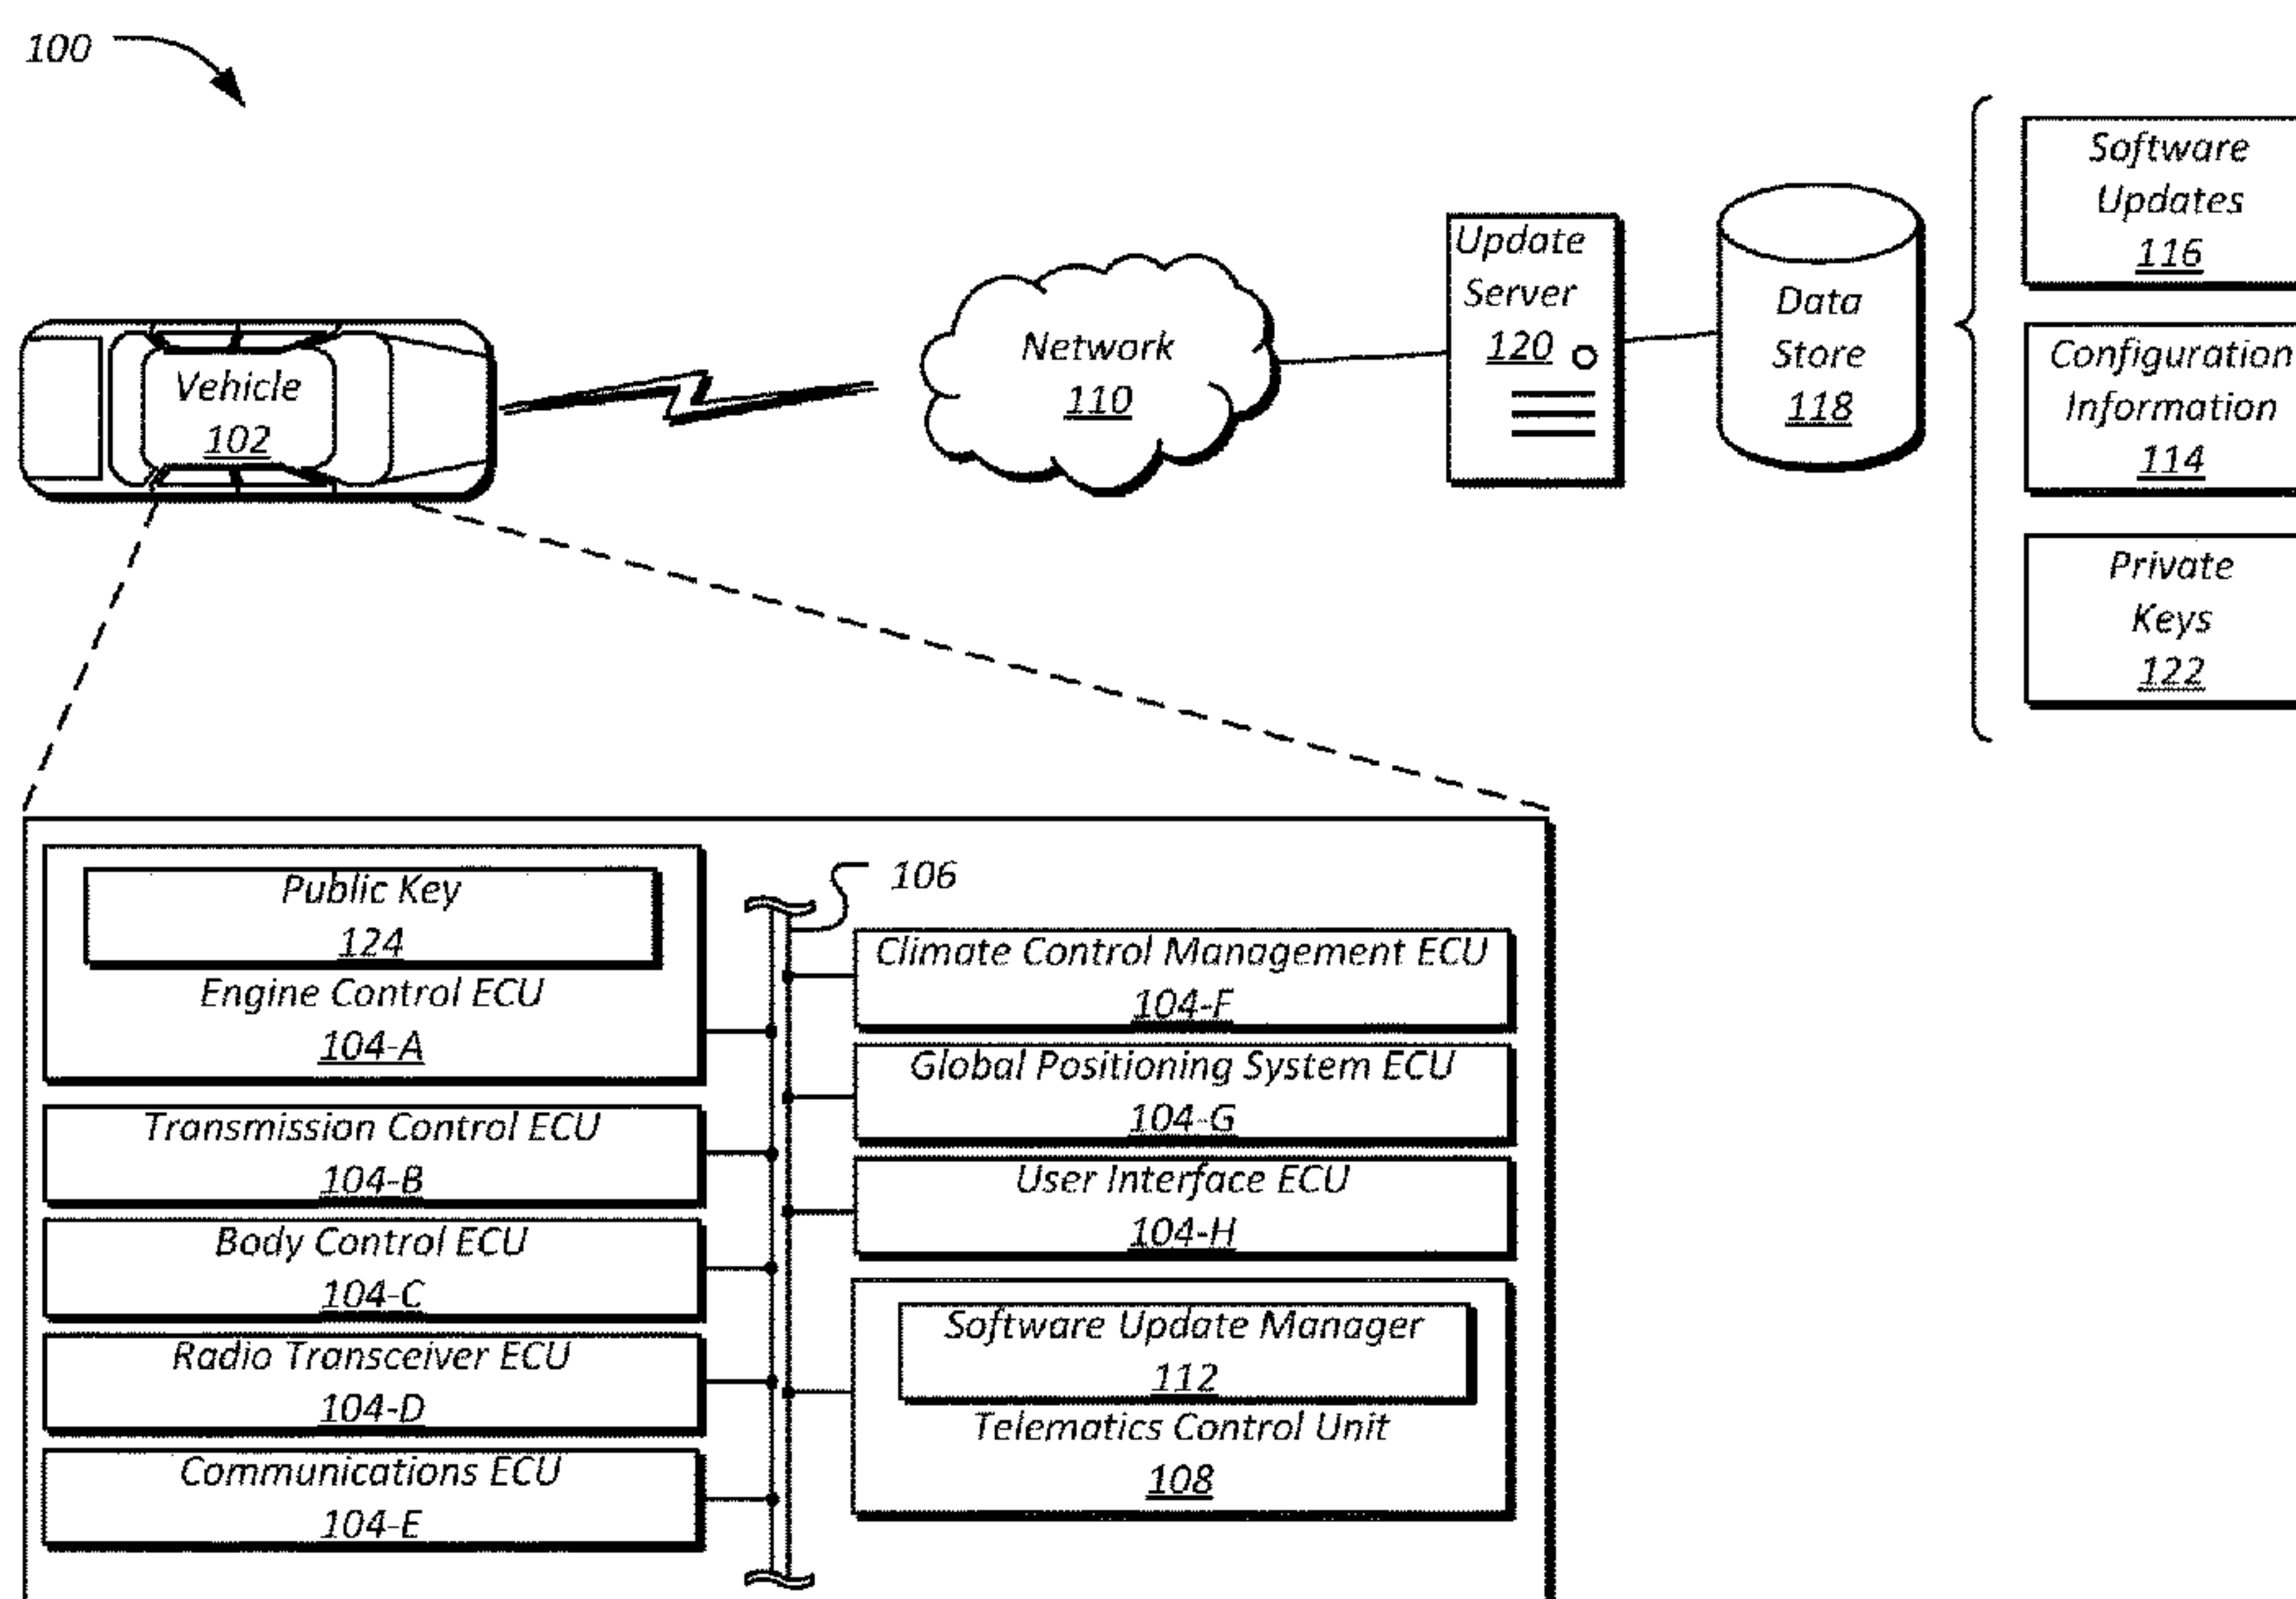 100
Vehicle
102
Network
110
Update
Server
120
Data
Store
118
Software
Updates
116
Configuration
Information
114
Private
Keys
122
Public Key
124
Engine Control ECU
104-A
Transmission Control ECU
104-B
Body Control ECU
104-C
Radio Transceiver ECU
104-D
Communications ECU
104-E
106
Climate Control Management ECU
104-F
Global Positioning System ECU
104-G
User Interface ECU
104-H
Software Update Manager
112
Telematics Control Unit
108